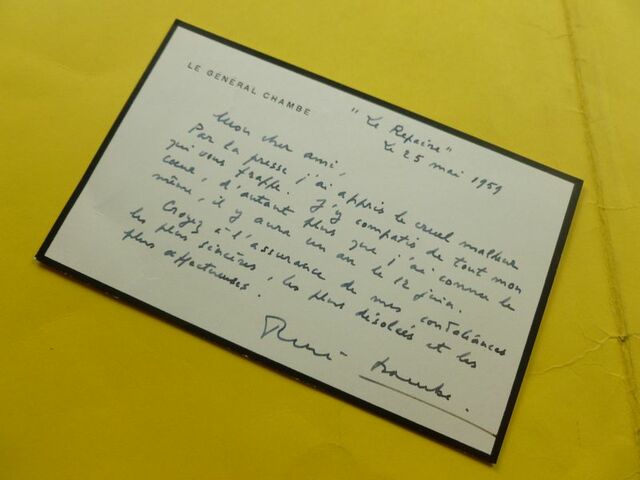 LE GÉNÉRAL CHAMBE
"Le Repaire"
Le 25 mai 1959
Mon cher ami,
Par la presse j'ai appris le cruel malheur
qui vous frappe. J'y compatis de tout mon
cœur, d'autant plus que j'ai connu le
même, il y aura un an le 12 juin.
Croyez à l'assurance de mes condoléances
les plus sincères, les plus désolées et les
plus affectueuses.
René Chambe.